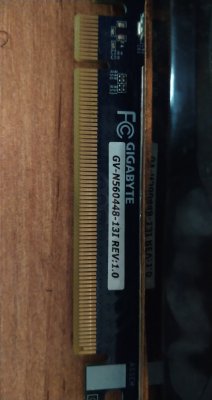 FC GIGABYTE
GV-N560448-13I REV:1.0